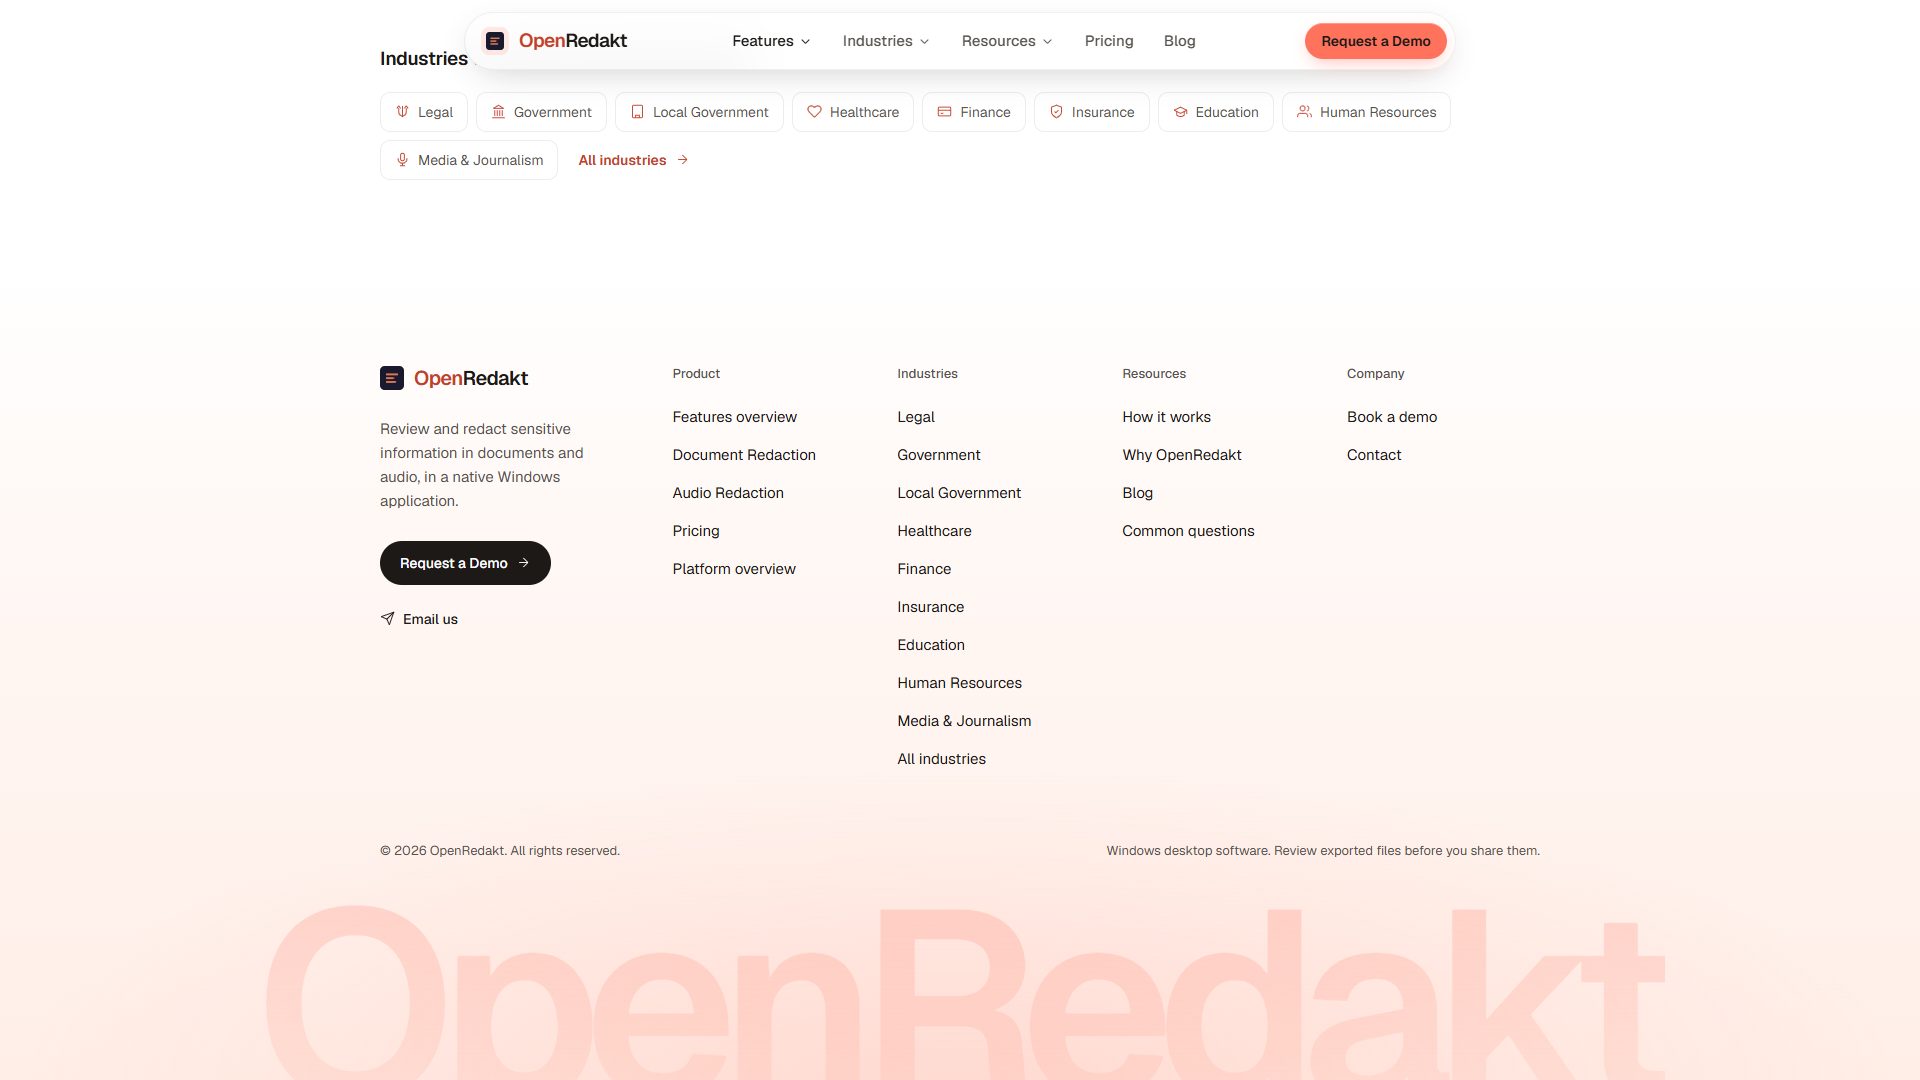 OpenRedakt
Features
Industries
Resources
Pricing
Blog
Request a Demo
Industries
Legal
Government
Local Government
Healthcare
Finance
Insurance
Education
Human Resources
Media & Journalism
All industries
OpenRedakt
Review and redact sensitive
information in documents and
audio, in a native Windows
application.
Request a Demo
Email us
Product
Features overview
Document Redaction
Audio Redaction
Pricing
Platform overview
Industries
Legal
Government
Local Government
Healthcare
Finance
Insurance
Education
Human Resources
Media & Journalism
All industries
Resources
How it works
Why OpenRedakt
Blog
Common questions
Company
Book a demo
Contact
© 2026 OpenRedakt. All rights reserved.
Windows desktop software. Review exported files before you share them.
OpenRedakt